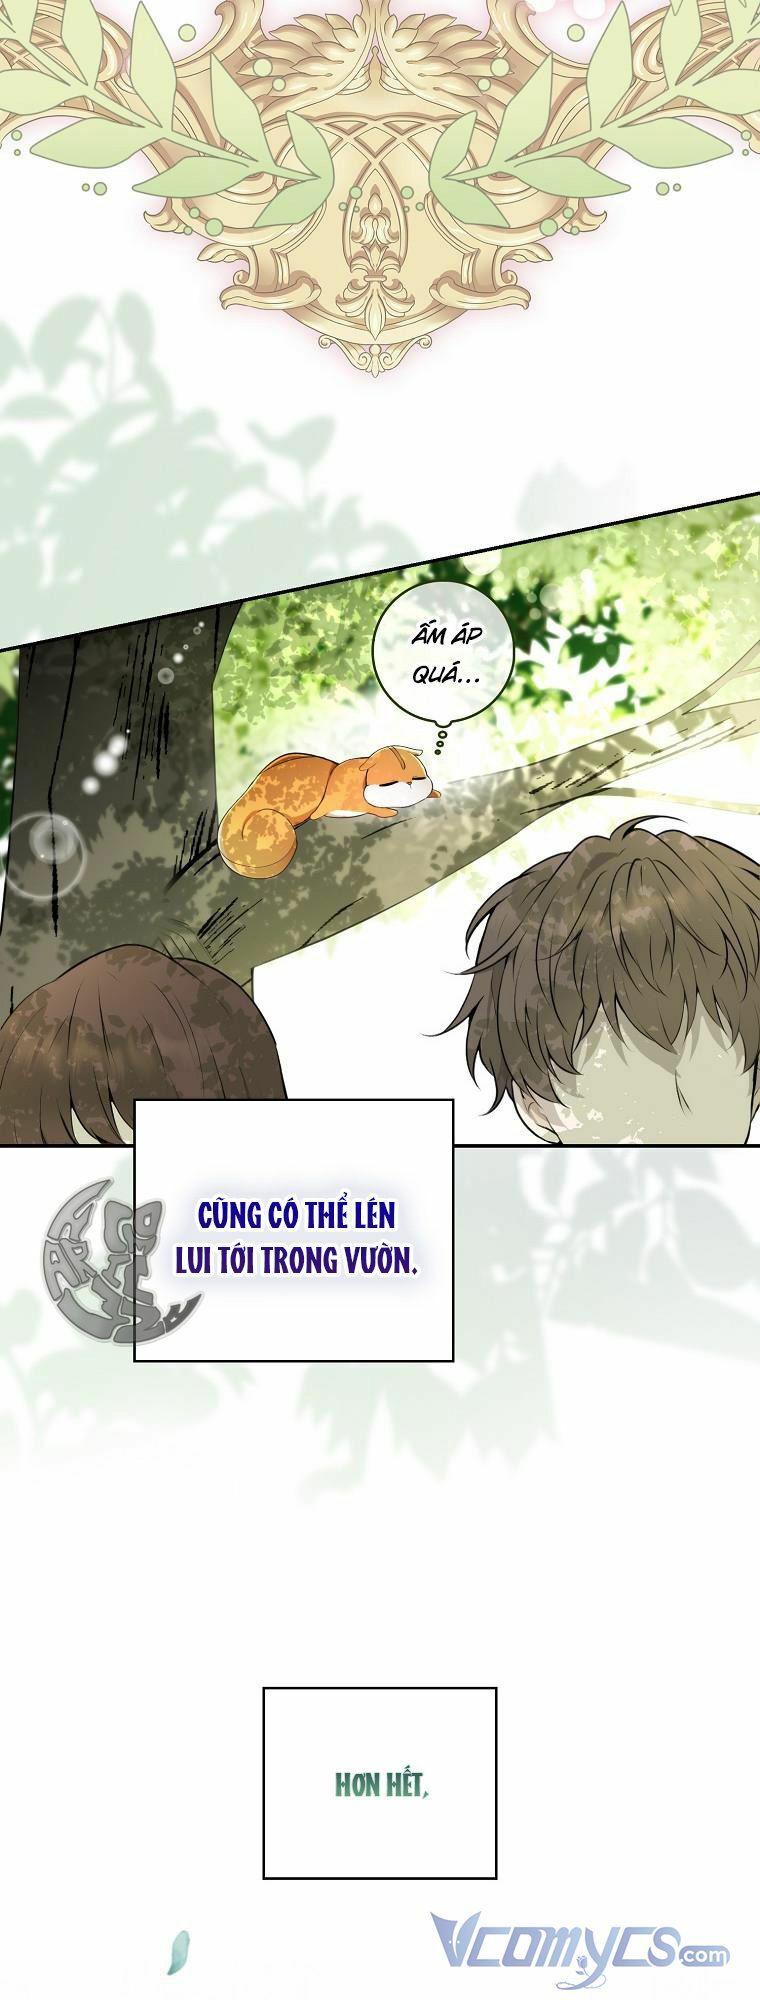 ẤM ÁP
QUÁ...
CŨNG CÓ THỂ LÉN
LUI TỚI TRONG VƯỜN.
HƠN HẾT,
VCOMYCS.com